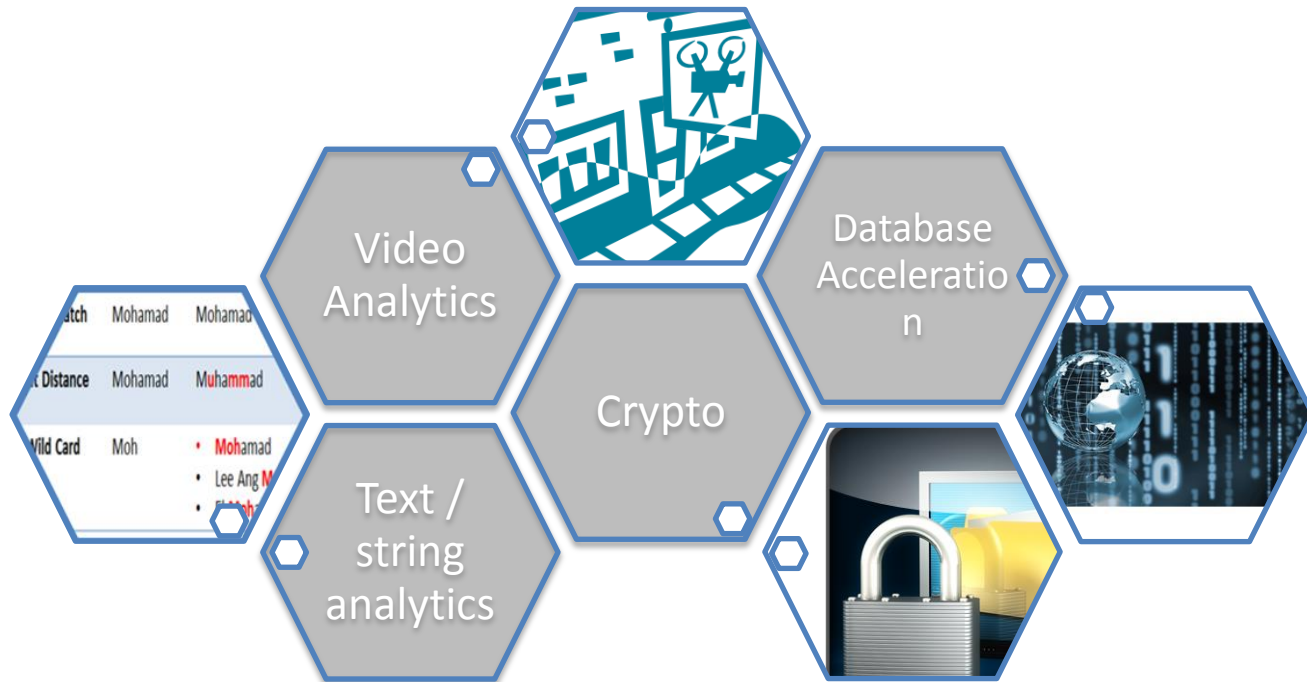 Video
Analytics
Database
Acceleratio
n
Crypto
Text /
string
analytics
Mohamad Mohamad
Distance Mohamad Muhammad
Wild Card Moh • Mohamad
• Lee Ang M